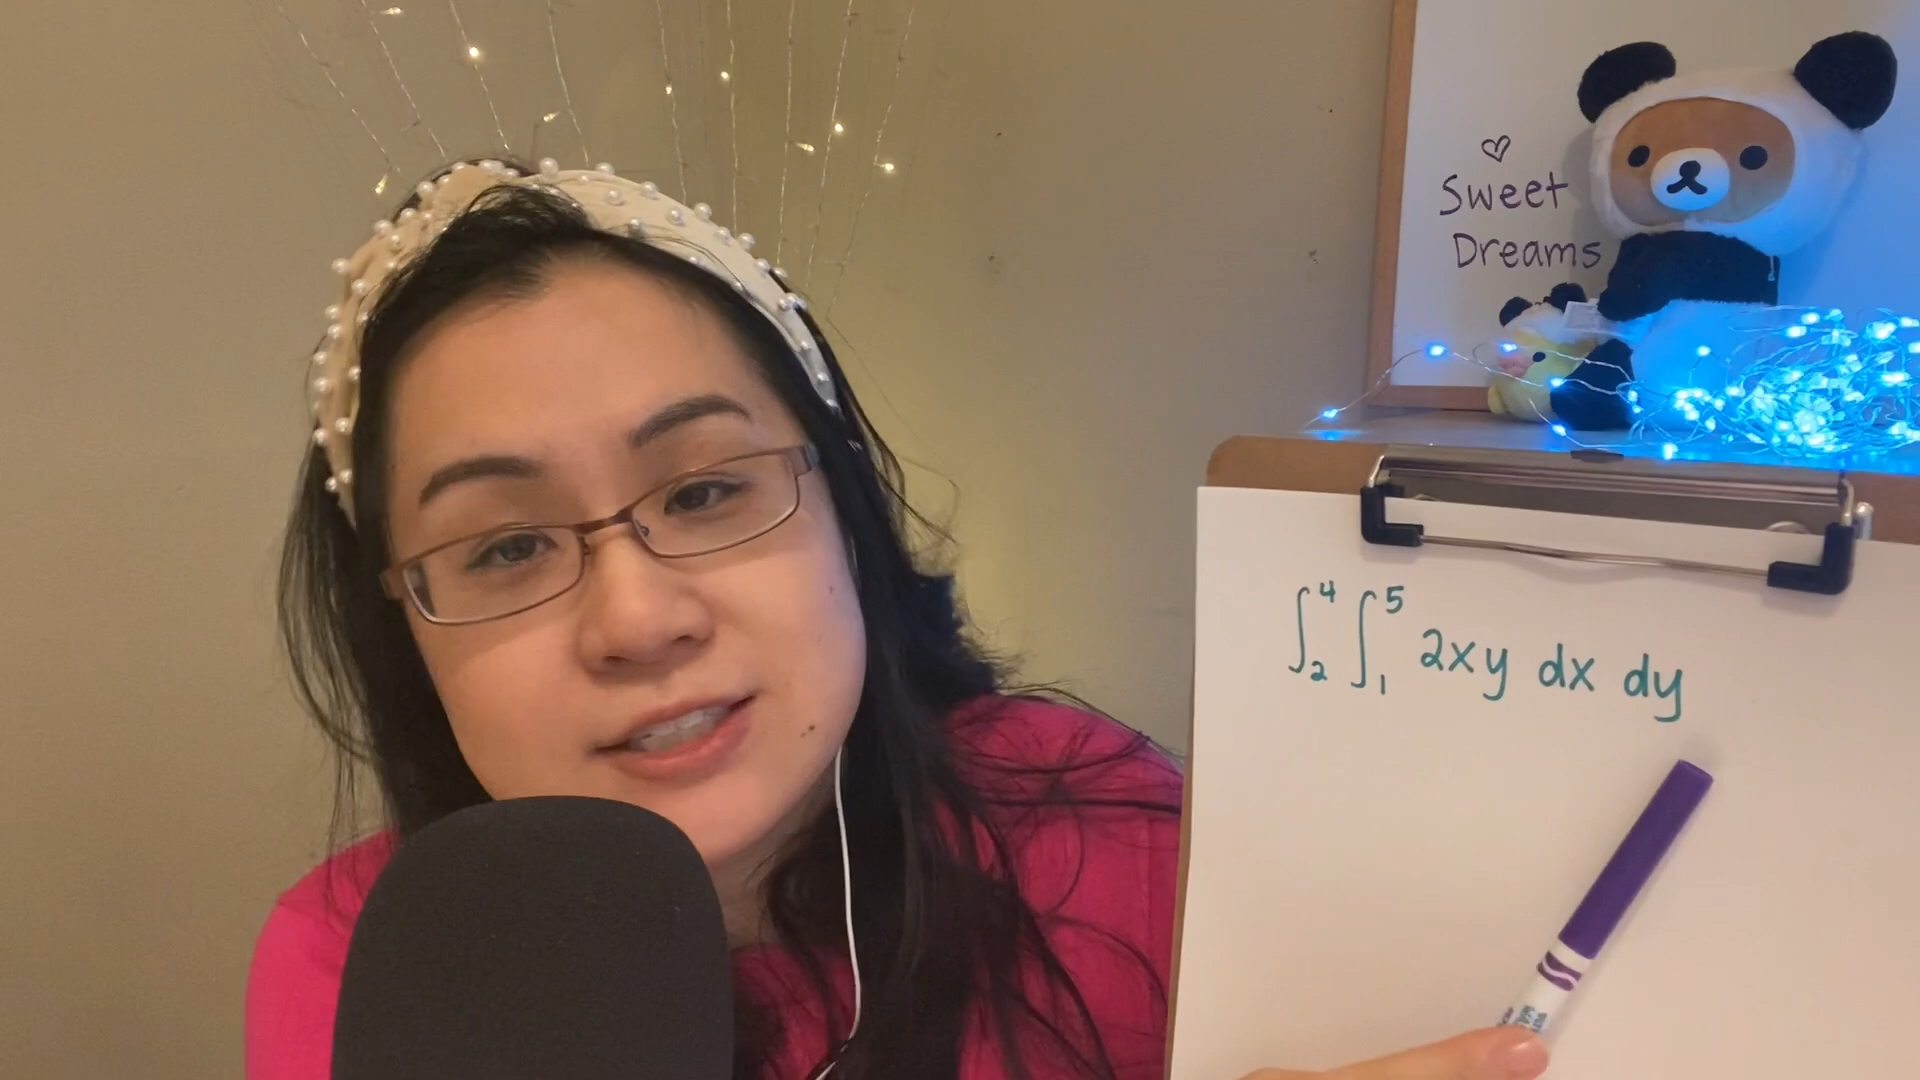 ♡
Sweet
Dreams
∫₂⁴ ∫₁⁵ 2xy dx dy